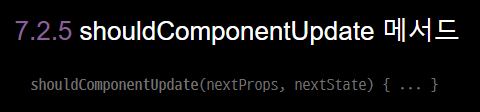 7.2.5 shouldComponentUpdate 메서드
shouldComponentUpdate(nextProps, nextState) { ... }